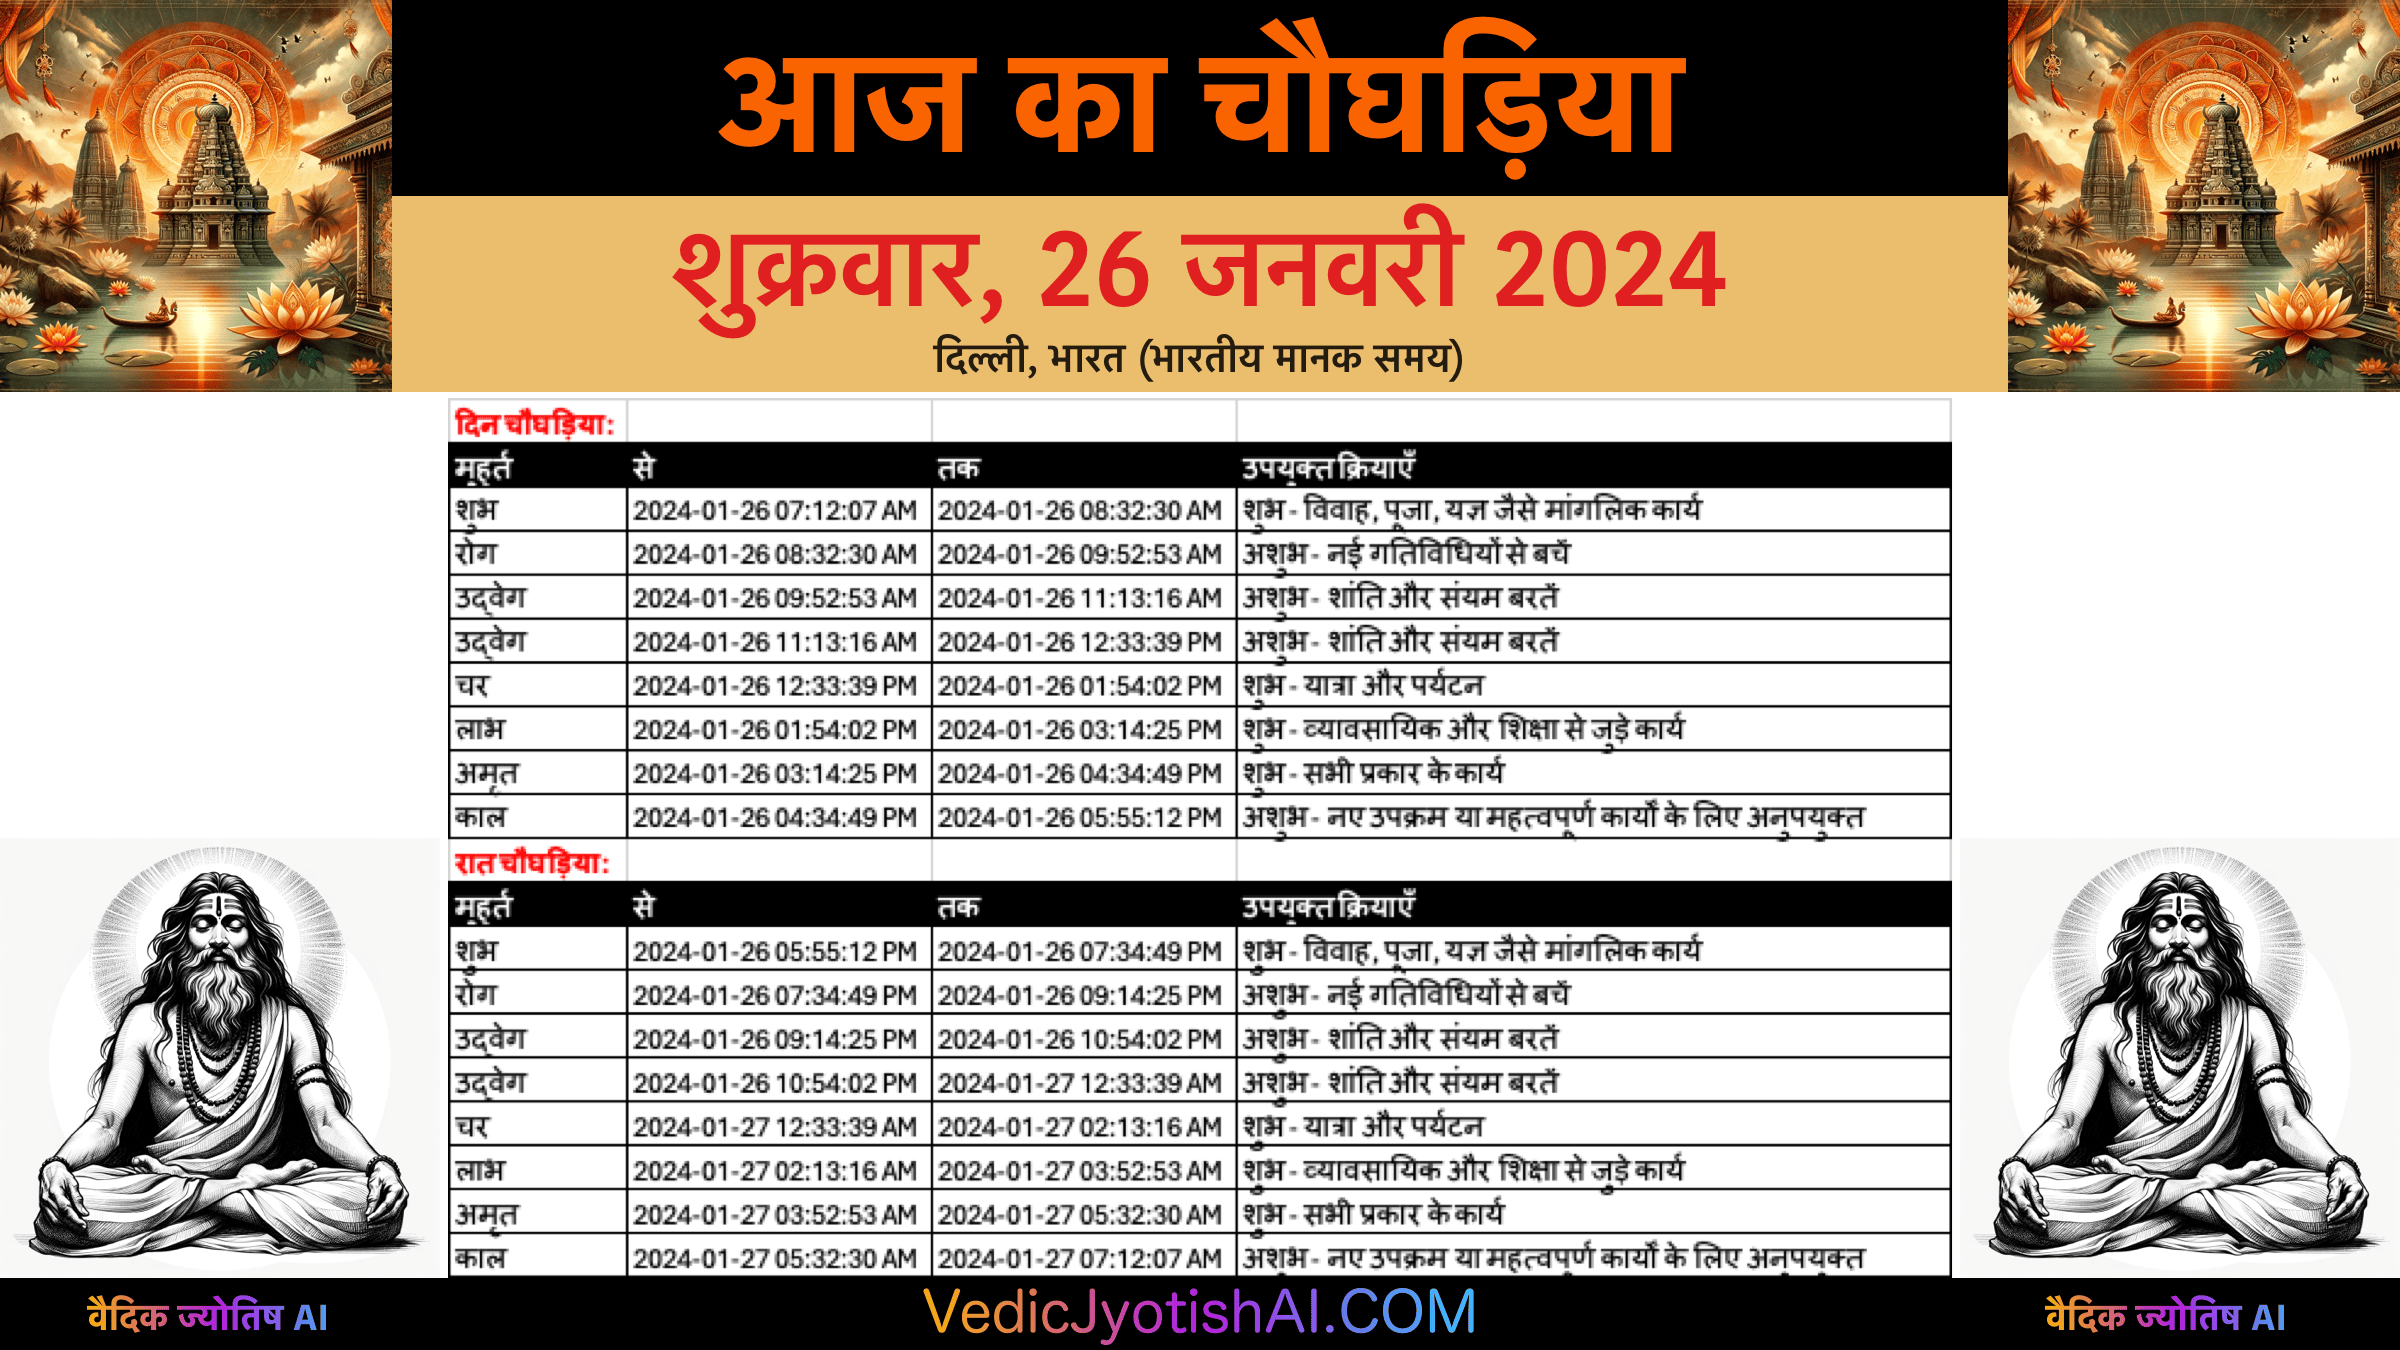 आज का चौघड़िया
शुक्रवार, 26 जनवरी 2024
दिल्ली, भारत (भारतीय मानक समय)
दिन चौघड़िया:
मुहूर्त से तक उपयुक्त क्रियाएँ
शुभ 2024-01-26 07:12:07 AM 2024-01-26 08:32:30 AM शुभ - विवाह, पूजा, यज्ञ जैसे मांगलिक कार्य
रोग 2024-01-26 08:32:30 AM 2024-01-26 09:52:53 AM अशुभ - नई गतिविधियों से बचें
उद्वेग 2024-01-26 09:52:53 AM 2024-01-26 11:13:16 AM अशुभ - शांति और संयम बरतें
उद्वेग 2024-01-26 11:13:16 AM 2024-01-26 12:33:39 PM अशुभ - शांति और संयम बरतें
चर 2024-01-26 12:33:39 PM 2024-01-26 01:54:02 PM शुभ - यात्रा और पर्यटन
लाभ 2024-01-26 01:54:02 PM 2024-01-26 03:14:25 PM शुभ - व्यावसायिक और शिक्षा से जुड़े कार्य
अमृत 2024-01-26 03:14:25 PM 2024-01-26 04:34:49 PM शुभ - सभी प्रकार के कार्य
काल 2024-01-26 04:34:49 PM 2024-01-26 05:55:12 PM अशुभ - नए उपक्रम या महत्वपूर्ण कार्यों के लिए अनुपयुक्त
रात चौघड़िया:
मुहूर्त से तक उपयुक्त क्रियाएँ
शुभ 2024-01-26 05:55:12 PM 2024-01-26 07:34:49 PM शुभ - विवाह, पूजा, यज्ञ जैसे मांगलिक कार्य
रोग 2024-01-26 07:34:49 PM 2024-01-26 09:14:25 PM अशुभ - नई गतिविधियों से बचें
उद्वेग 2024-01-26 09:14:25 PM 2024-01-26 10:54:02 PM अशुभ - शांति और संयम बरतें
उद्वेग 2024-01-26 10:54:02 PM 2024-01-27 12:33:39 AM अशुभ - शांति और संयम बरतें
चर 2024-01-27 12:33:39 AM 2024-01-27 02:13:16 AM शुभ - यात्रा और पर्यटन
लाभ 2024-01-27 02:13:16 AM 2024-01-27 03:52:53 AM शुभ - व्यावसायिक और शिक्षा से जुड़े कार्य
अमृत 2024-01-27 03:52:53 AM 2024-01-27 05:32:30 AM शुभ - सभी प्रकार के कार्य
काल 2024-01-27 05:32:30 AM 2024-01-27 07:12:07 AM अशुभ - नए उपक्रम या महत्वपूर्ण कार्यों के लिए अनुपयुक्त
वैदिक ज्योतिष AI VedicJyotishAI.COM वैदिक ज्योतिष AI